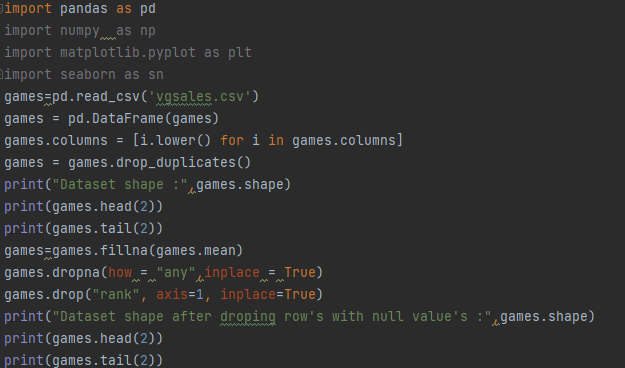 import pandas as pd
import numpy  as np
import matplotlib.pyplot as plt
import seaborn as sn
games=pd.read_csv('vgsales.csv')
games = pd.DataFrame(games)
games.columns = [i.lower() for i in games.columns]
games = games.drop_duplicates()
print("Dataset shape :",games.shape)
print(games.head(2))
print(games.tail(2))
games=games.fillna(games.mean)
games.dropna(how = "any",inplace = True)
games.drop("rank", axis=1, inplace=True)
print("Dataset shape after droping row's with null value's :",games.shape)
print(games.head(2))
print(games.tail(2))